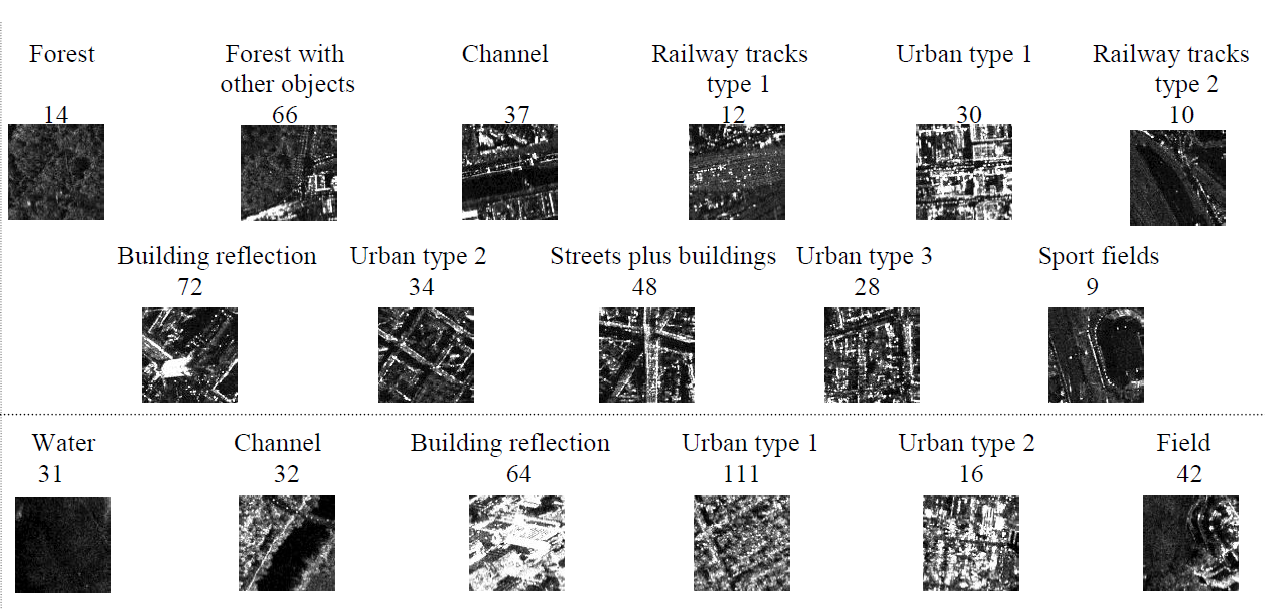 Forest
Forest with
other objects
Channel
Railway tracks
type 1
Urban type 1
Railway tracks
type 2
14
66
37
12
30
10
Building reflection
Urban type 2
Streets plus buildings
Urban type 3
Sport fields
72
34
48
28
9
Water
Channel
Building reflection
Urban type 1
Urban type 2
Field
31
32
64
111
16
42